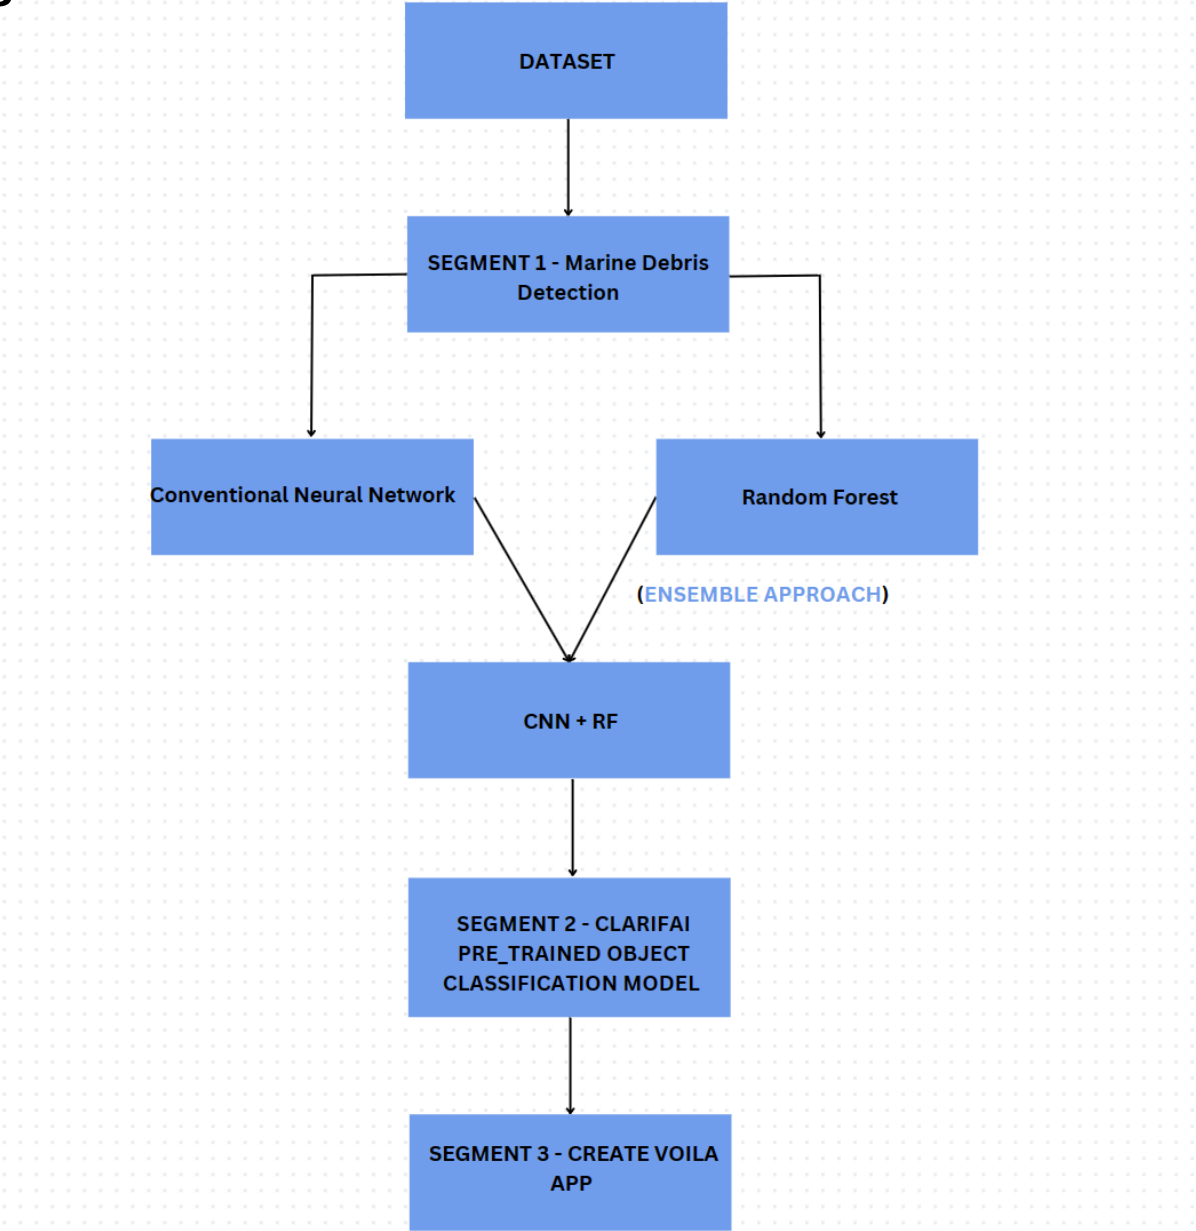 DATASET
SEGMENT 1 - Marine Debris
Detection
Conventional Neural Network
Random Forest
(ENSEMBLE APPROACH)
CNN + RF
SEGMENT 2 - CLARIFAI
PRE_TRAINED OBJECT
CLASSIFICATION MODEL
SEGMENT 3 - CREATE VOILA
APP